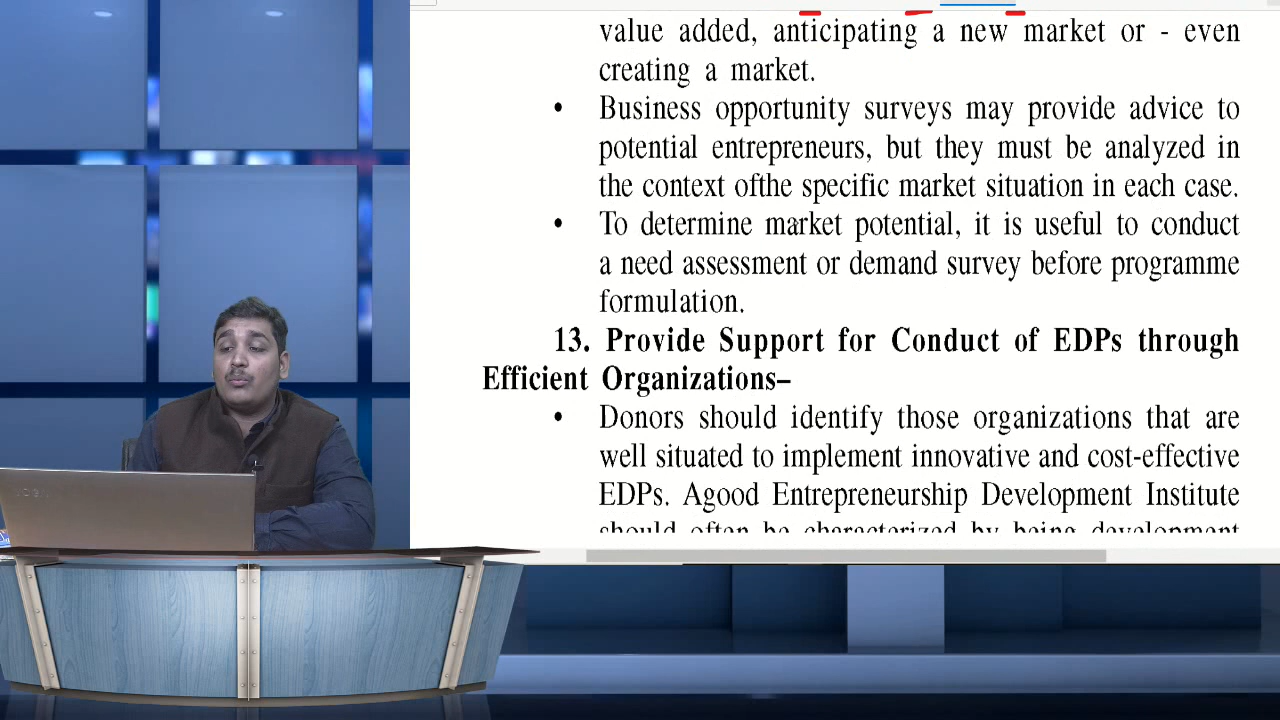 value added, anticipating a new market or - even
creating a market.
• Business opportunity surveys may provide advice to
potential entrepreneurs, but they must be analyzed in
the context ofthe specific market situation in each case.
• To determine market potential, it is useful to conduct
a need assessment or demand survey before programme
formulation.
13. Provide Support for Conduct of EDPs through
Efficient Organizations–
• Donors should identify those organizations that are
well situated to implement innovative and cost-effective
EDPs. Agood Entrepreneurship Development Institute
should often be characterized by being development